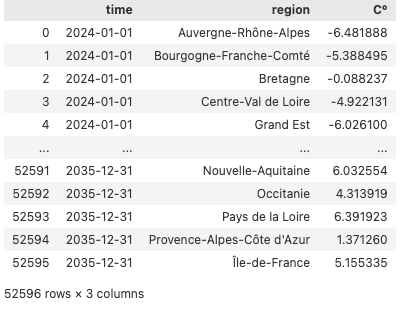 time region C°
0 2024-01-01 Auvergne-Rhône-Alpes -6.481888
1 2024-01-01 Bourgogne-Franche-Comté -5.388495
2 2024-01-01 Bretagne -0.088237
3 2024-01-01 Centre-Val de Loire -4.922131
4 2024-01-01 Grand Est -6.026100
... ... ... ...
52591 2035-12-31 Nouvelle-Aquitaine 6.032554
52592 2035-12-31 Occitanie 4.313919
52593 2035-12-31 Pays de la Loire 6.391923
52594 2035-12-31 Provence-Alpes-Côte d'Azur 1.371260
52595 2035-12-31 Île-de-France 5.155335
52596 rows × 3 columns